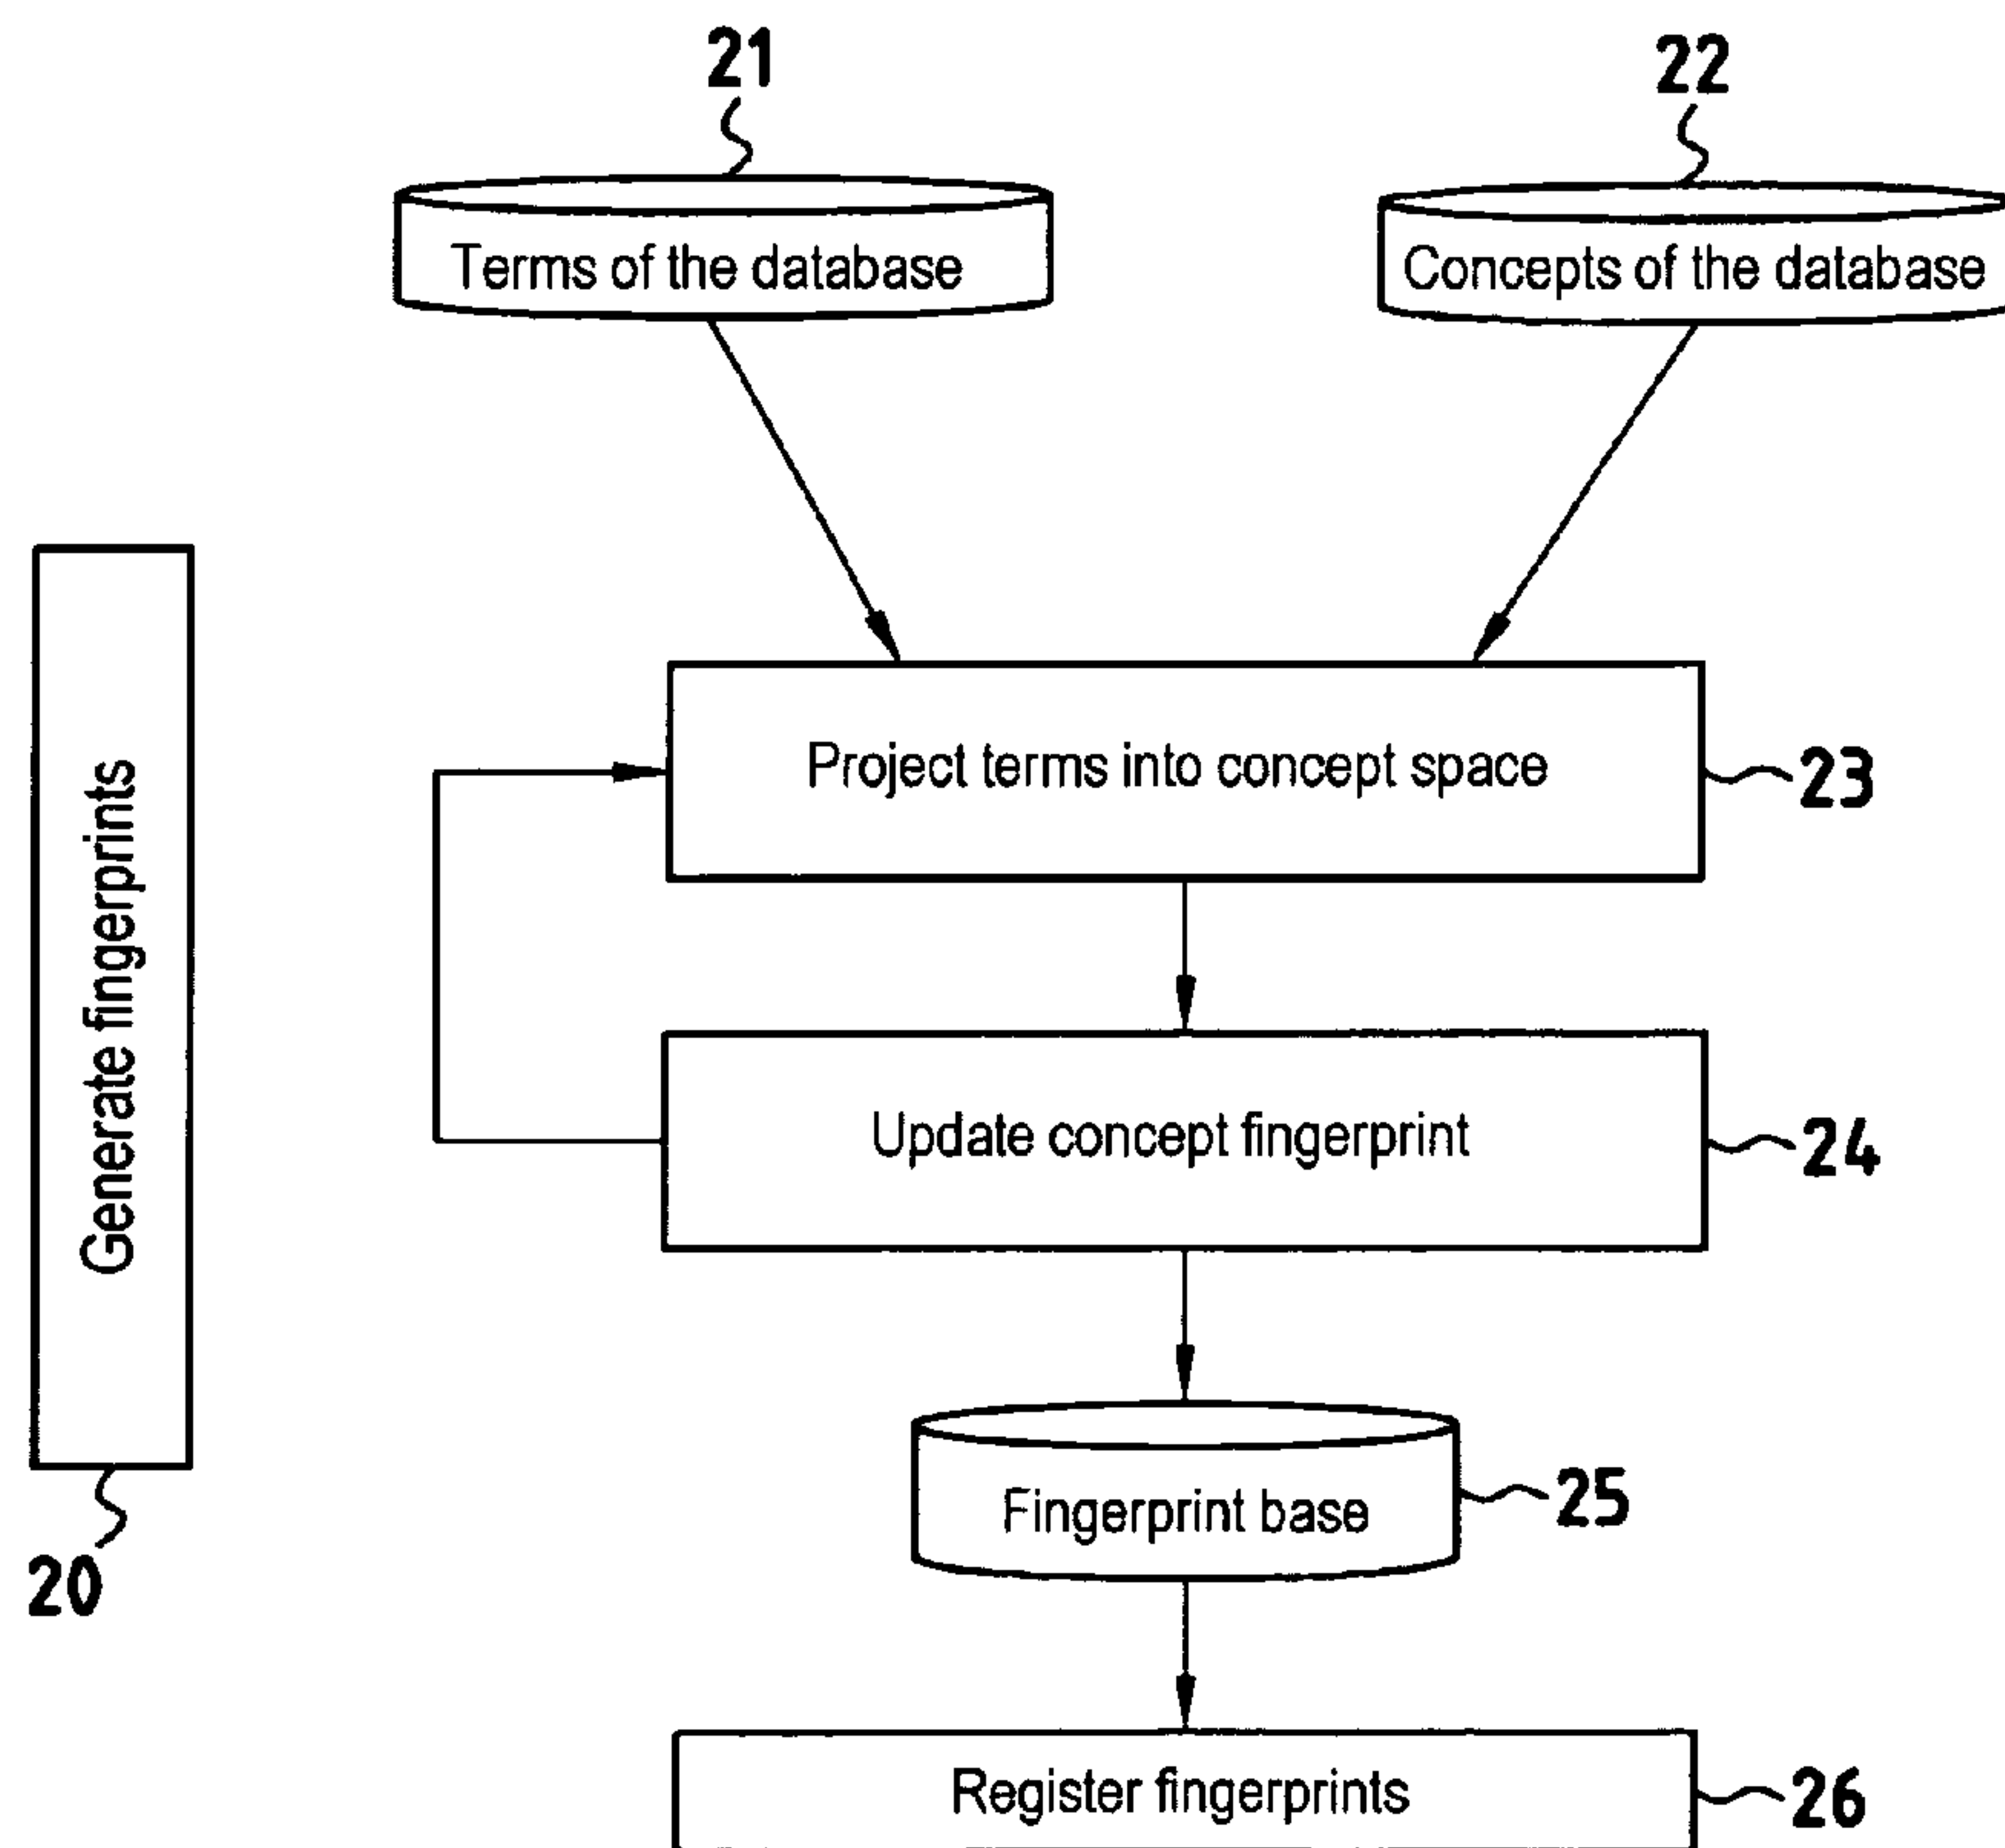 21
22
Terms of the database
Concepts of the database
Project terms into concept space
23
Generate fingerprints
Update concept fingerprint
24
Fingerprint base
25
20
Register fingerprints
26